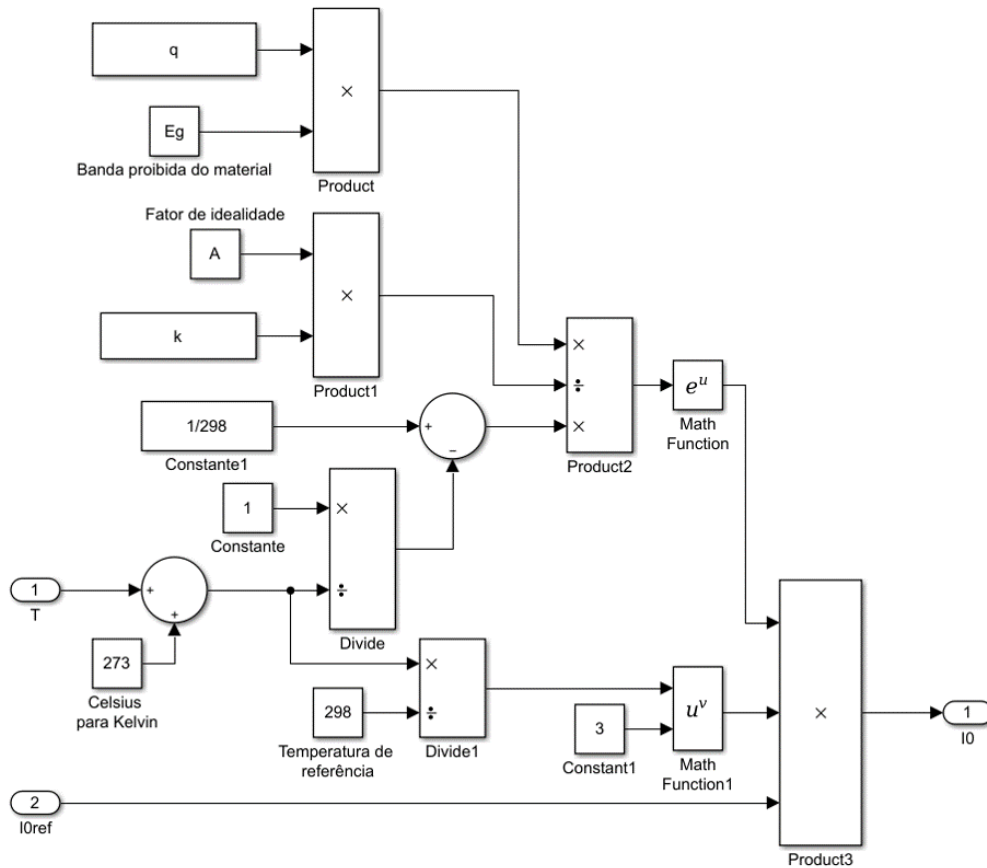 q
×
Eg
Banda proibida do material
Product
Fator de idealidade
A
×
k
Product1
×
÷
×
Product2
e^u
Math
Function
1/298
Constante1
+
−
1
Constante
×
÷
Divide
1
T
+
+
273
Celsius
para Kelvin
×
÷
Divide1
298
Temperatura de
referência
3
Constant1
u^v
Math
Function1
×
Product3
1
I0
2
I0ref